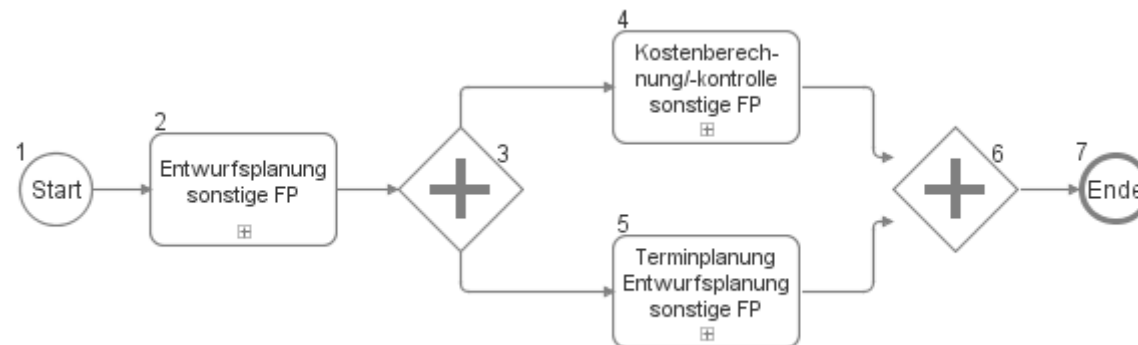 1
Start
2
Entwurfsplanung
sonstige FP
3
4
Kostenberech-
nung/-kontrolle
sonstige FP
5
Terminplanung
Entwurfsplanung
sonstige FP
6
7
Ende